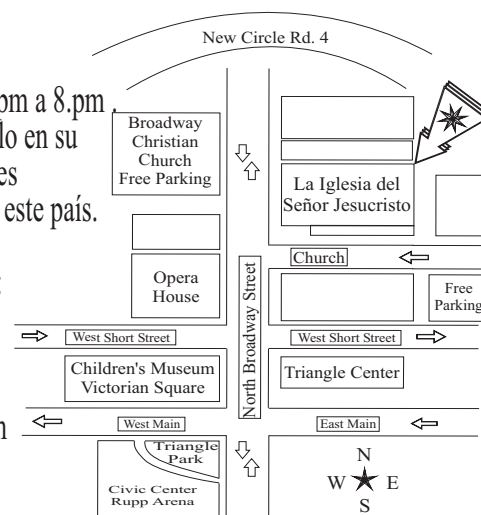 New Circle Rd. 4
pm a 8.pm .
lo en su
es
este país.
Broadway
Christian
Church
Free Parking
La Iglesia del
Señor Jesucristo
Church
Opera
House
Free
Parking
North Broadway Street
West Short Street
West Short Street
Children's Museum
Victorian Square
Triangle Center
West Main
East Main
Triangle
Park
Civic Center
Rupp Arena
N
W E
S